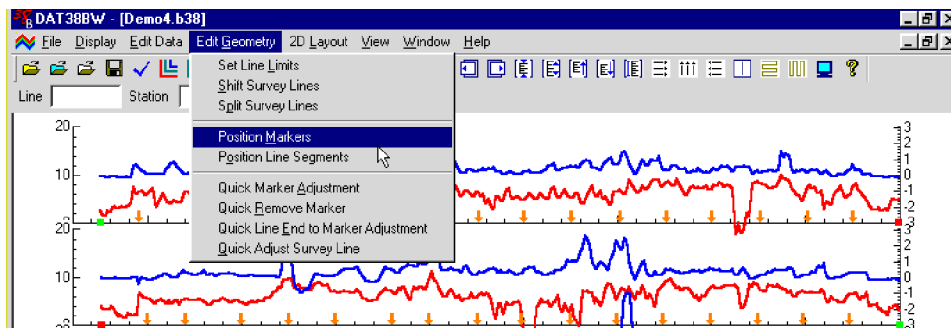 DAT38BW - [Demo4.b38]
File Display Edit Data Edit Geometry 2D Layout View Window Help
Line Station
Set Line Limits
Shift Survey Lines
Split Survey Lines
Position Markers
Position Line Segments
Quick Marker Adjustment
Quick Remove Marker
Quick Line End to Marker Adjustment
Quick Adjust Survey Line
20
10
3
2
1
0
-1
-2
-3
20
10
3
2
1
0
-1
-2
-3